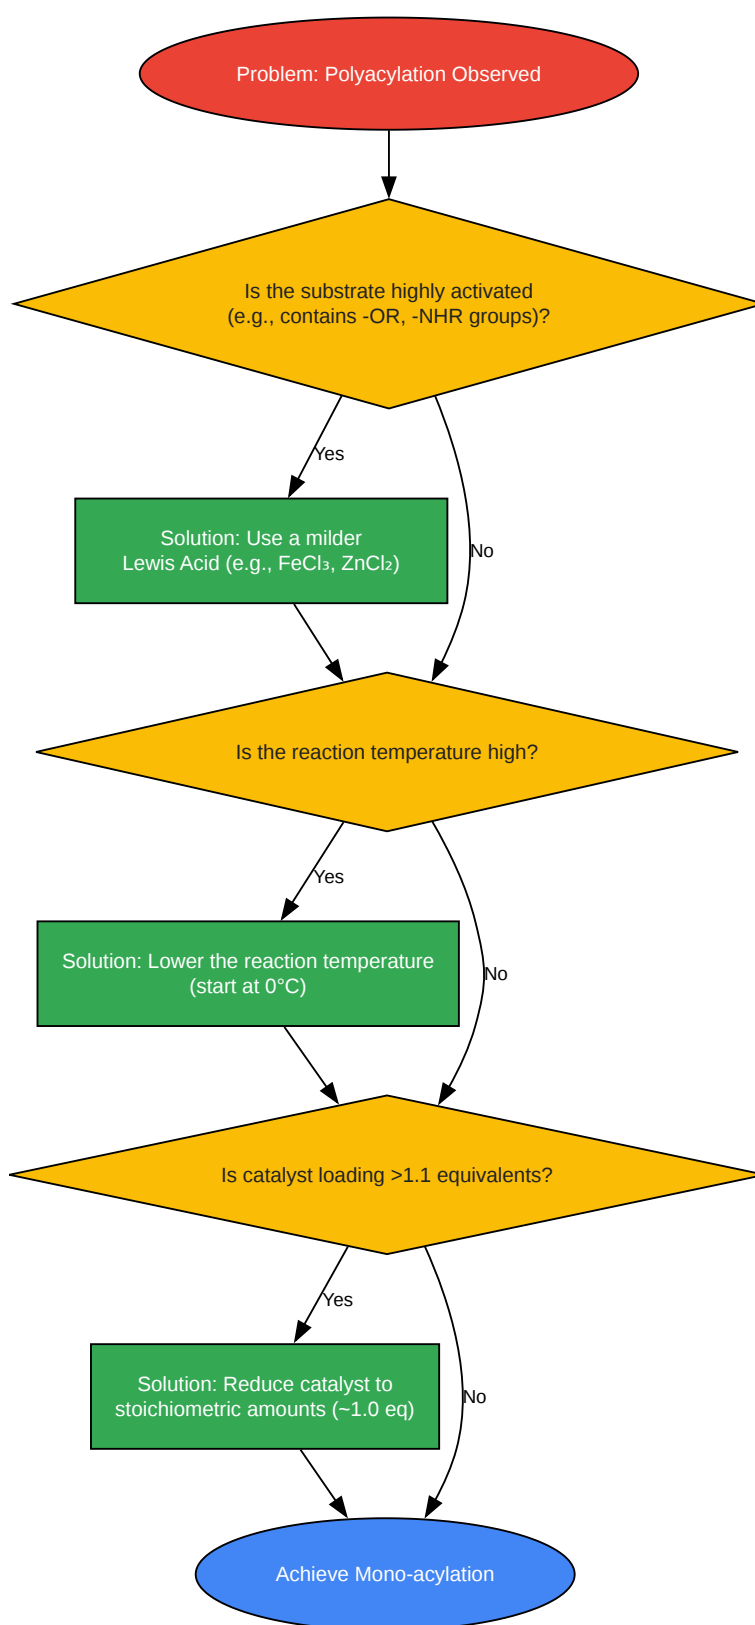 Problem: Polyacylation Observed
Is the substrate highly activated
(e.g., contains -OR, -NHR groups)?
Yes
Solution: Use a milder
Lewis Acid (e.g., FeCl₃, ZnCl₂)
No
Is the reaction temperature high?
Yes
Solution: Lower the reaction temperature
(start at 0°C)
No
Is catalyst loading >1.1 equivalents?
Yes
Solution: Reduce catalyst to
stoichiometric amounts (~1.0 eq)
No
Achieve Mono-acylation